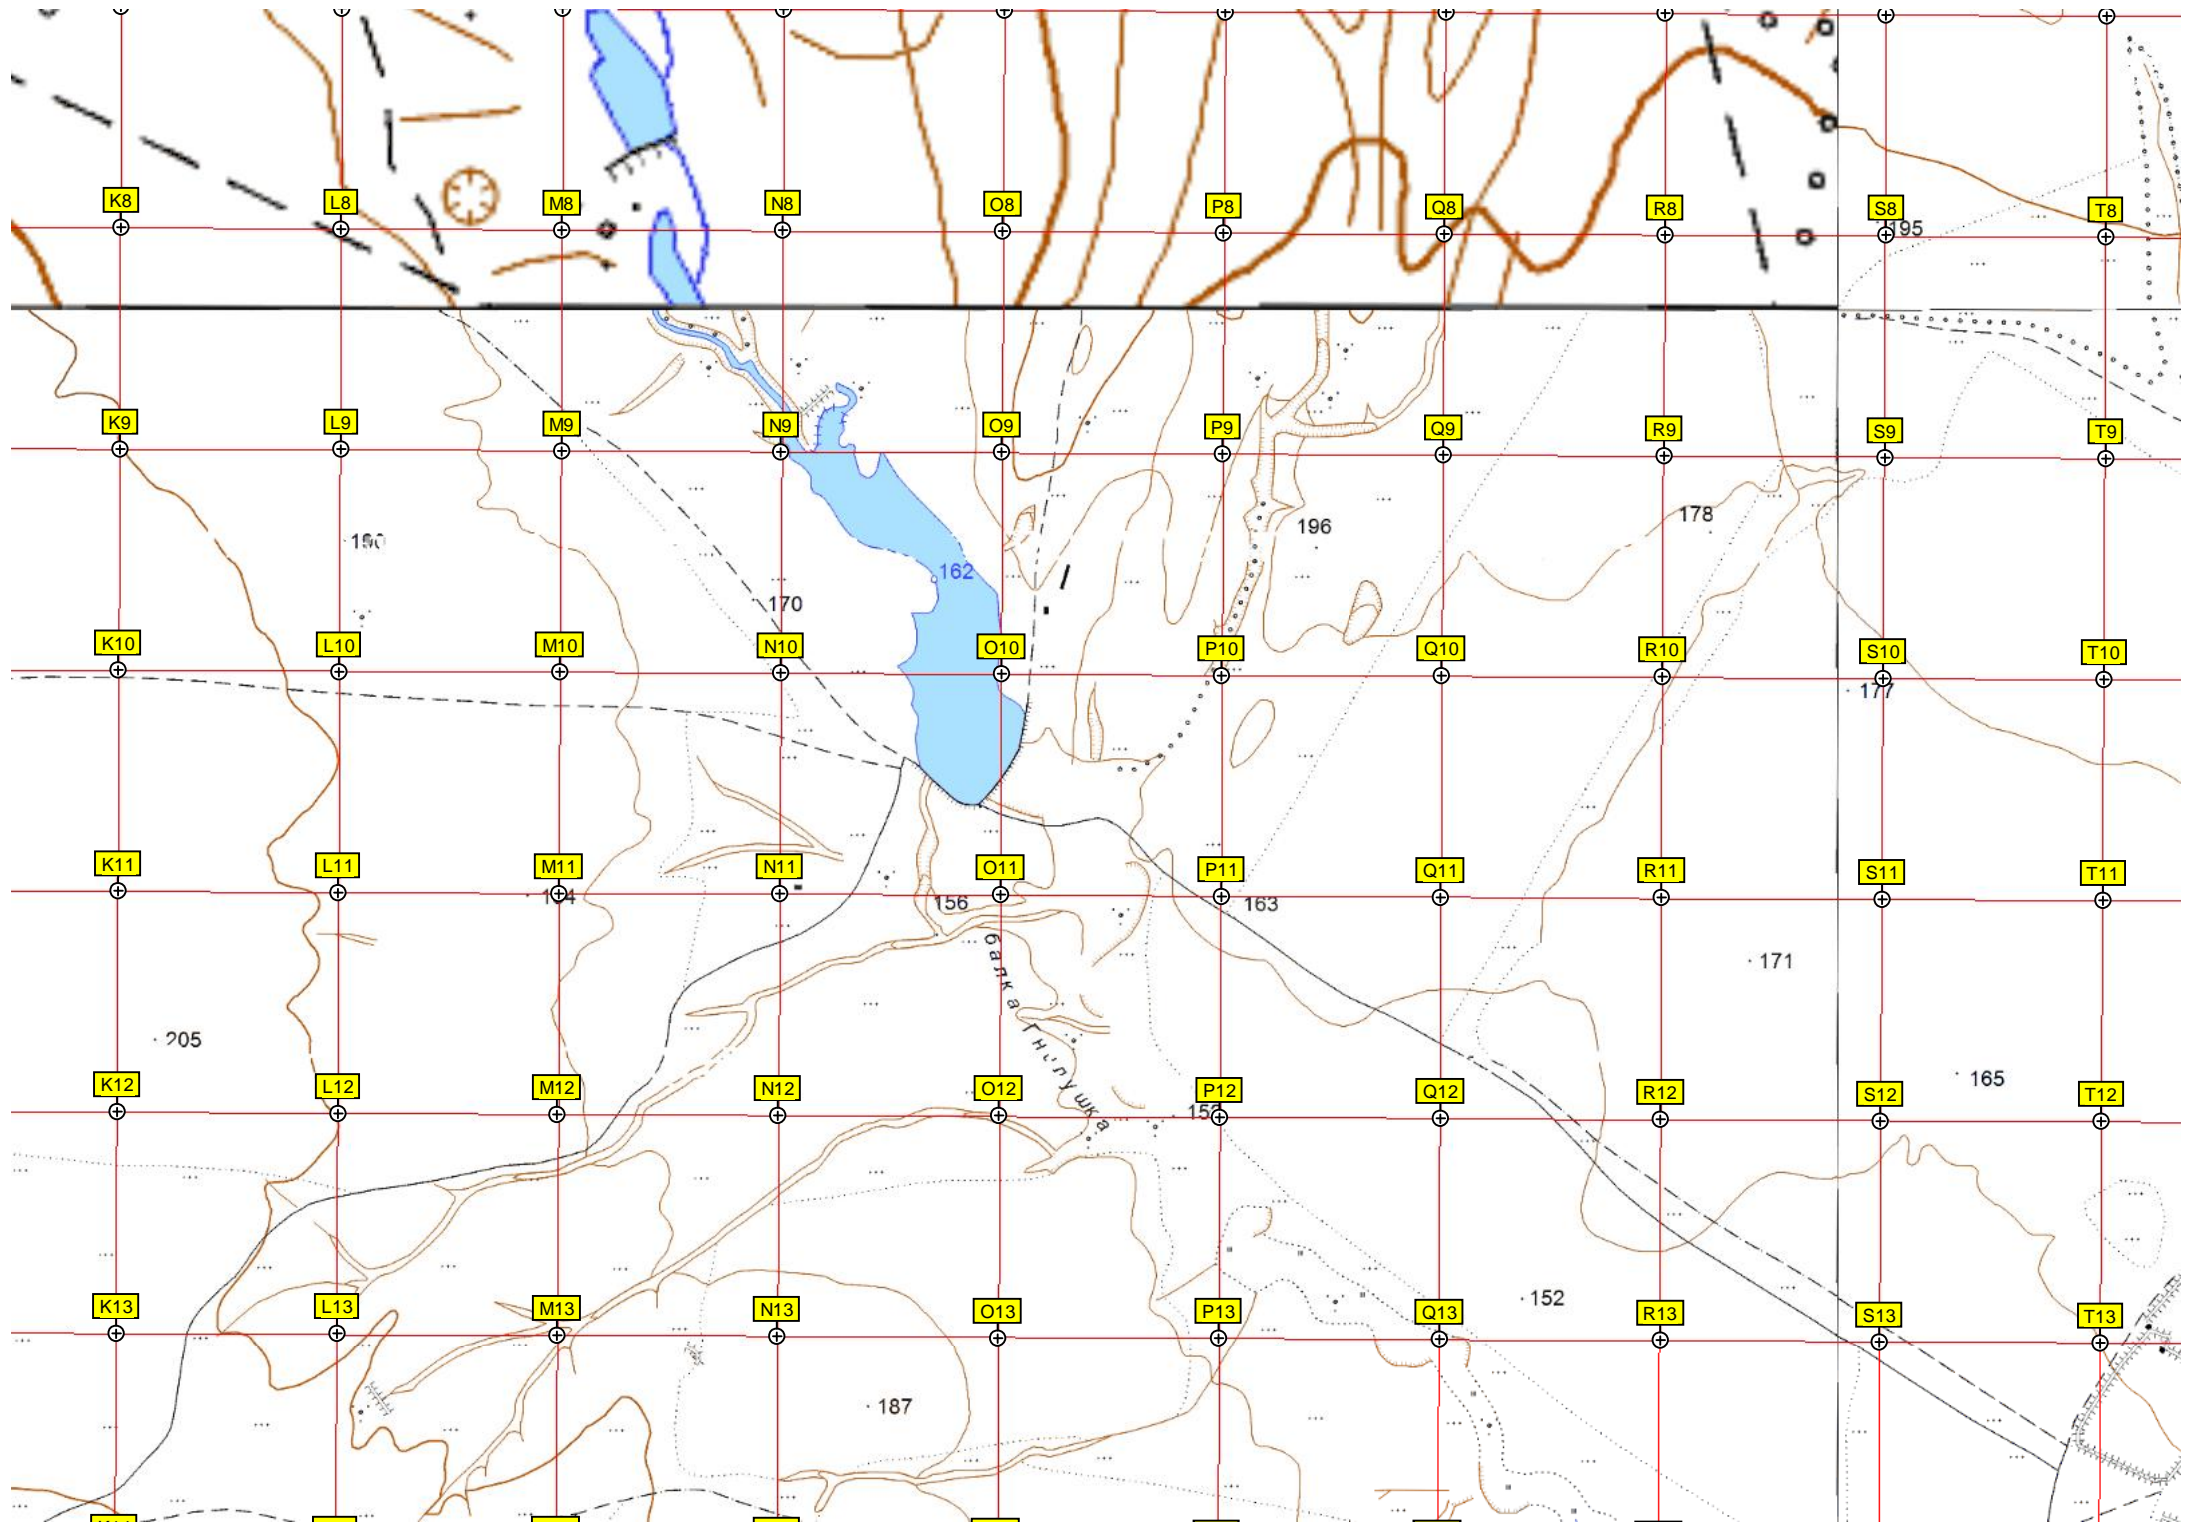 K8 L8 M8 N8 O8 P8 Q8 R8 S8 T8
195
K9 L9 M9 N9 O9 P9 Q9 R9 S9 T9
178
196
190
162
170
K10 L10 M10 N10 O10 P10 Q10 R10 S10 T10
177
K11 L11 M11 N11 O11 P11 Q11 R11 S11 T11
156
163
балка Гнилушка
171
205
165
K12 L12 M12 N12 O12 P12 Q12 R12 S12 T12
152
K13 L13 M13 N13 O13 P13 Q13 R13 S13 T13
187